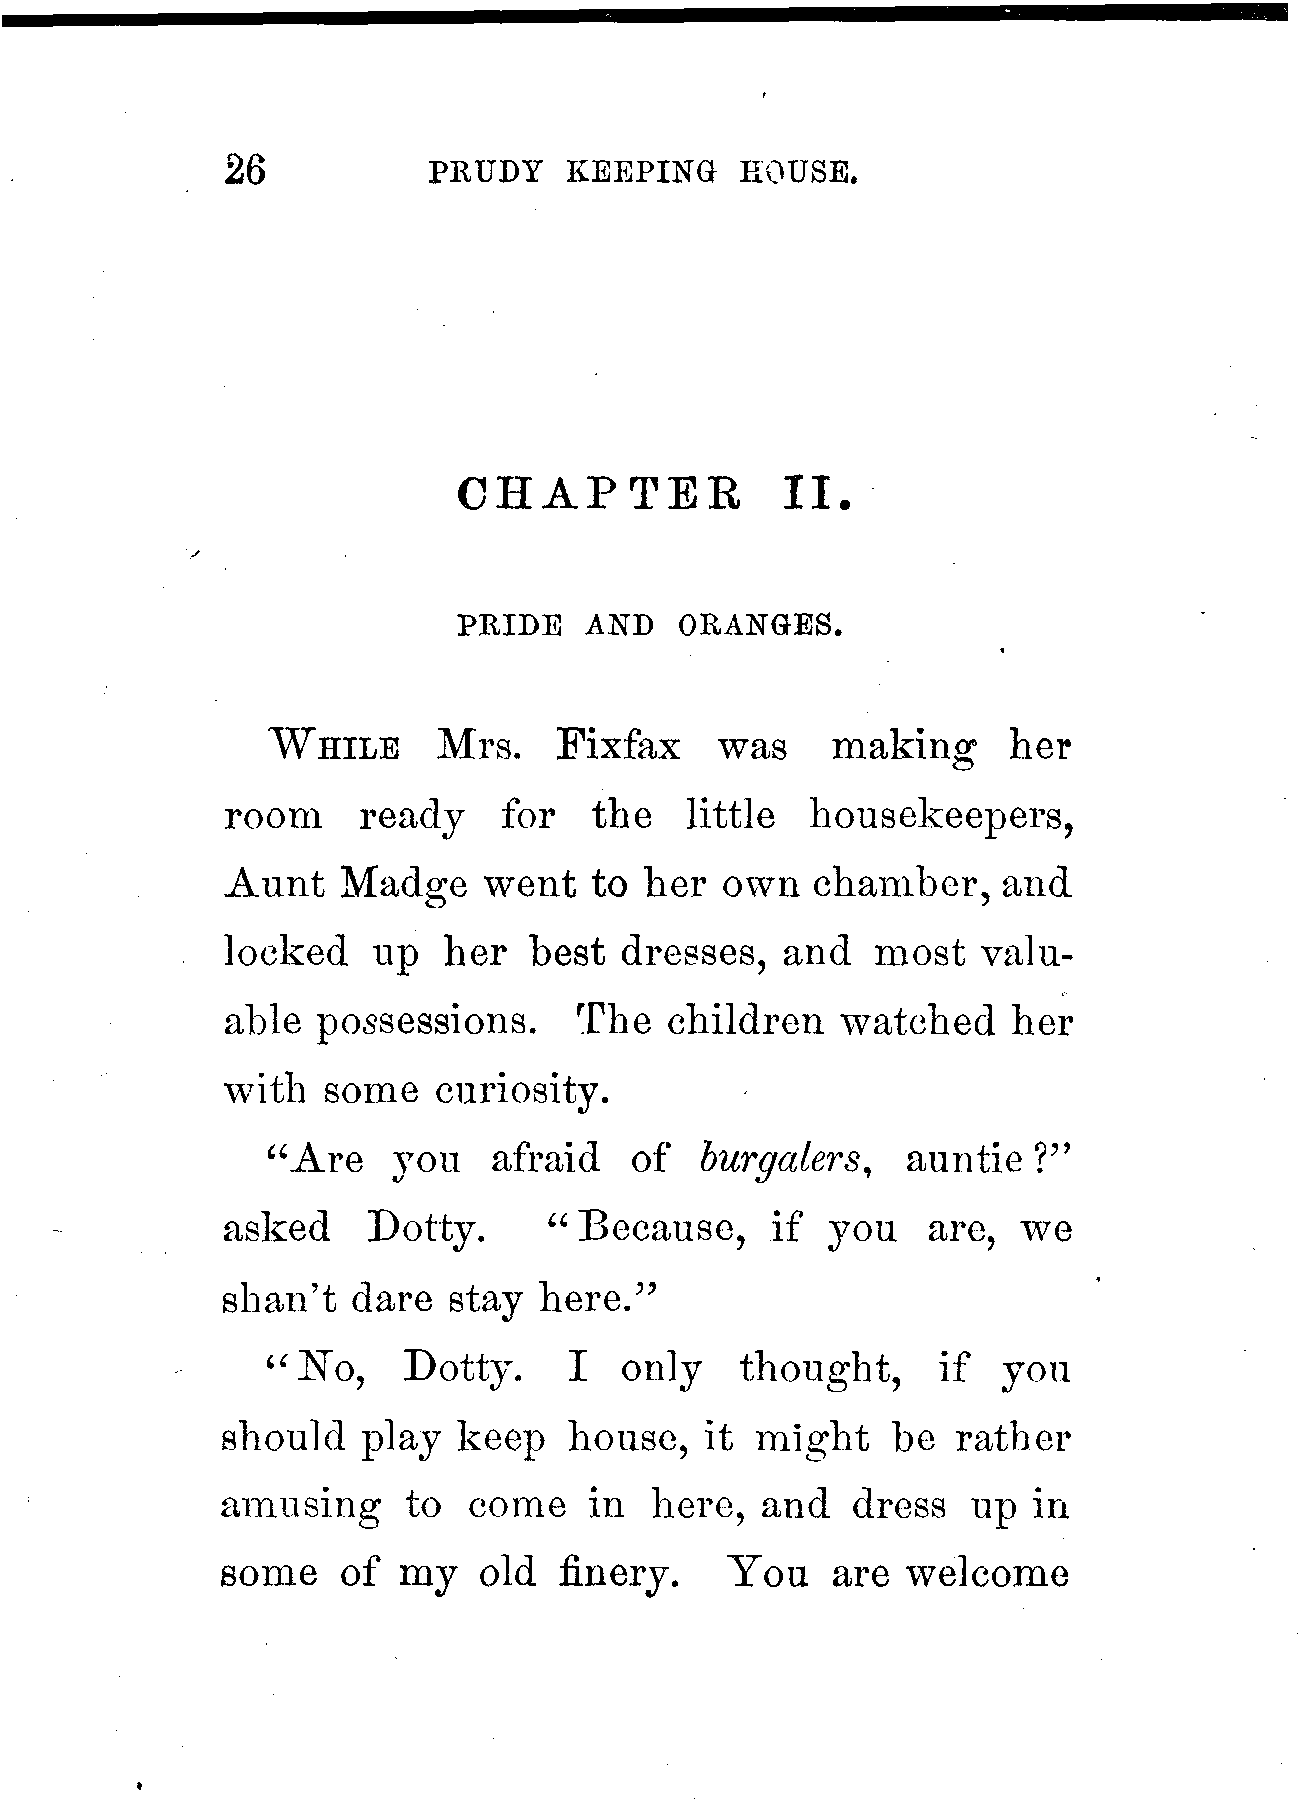 26 PRUDY KEEPING HOUSE.
CHAPTER II.
PRIDE AND ORANGES.
WHILE Mrs. Fixfax was making her
room ready for the little housekeepers,
Aunt Madge went to her own chamber, and
locked up her best dresses, and most valu-
able possessions. The children watched her
with some curiosity.
"Are you afraid of burgalers, auntie?"
asked Dotty. "Because, if you are, we
shan't dare stay here."
"No, Dotty. I only thought, if you
should play keep house, it might be rather
amusing to come in here, and dress up in
some of my old finery. You are welcome